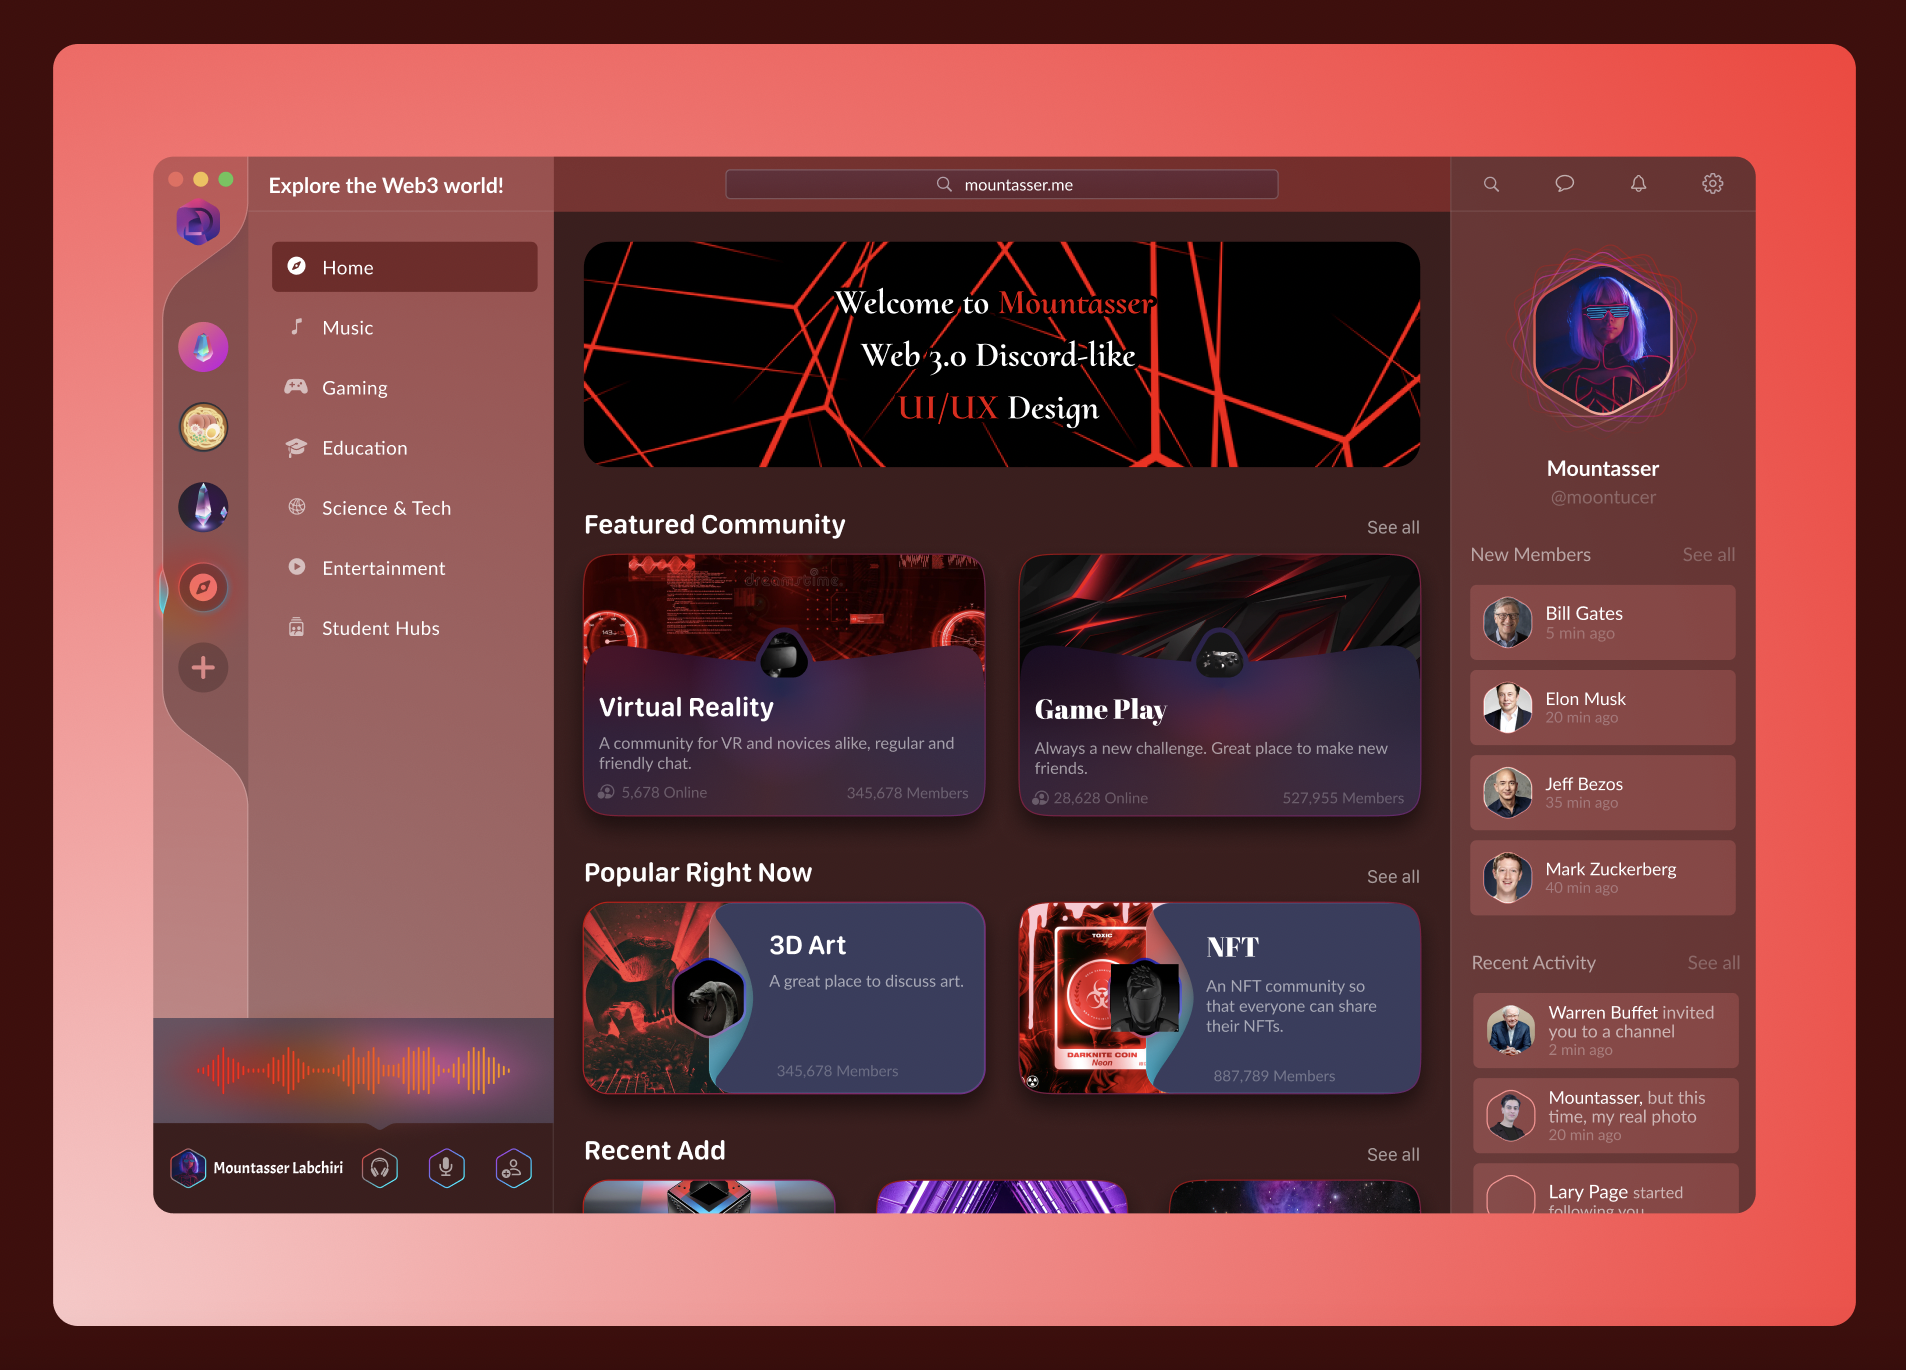 Explore the Web3 world!
mountasser.me
Home
Music
Gaming
Education
Science & Tech
Entertainment
Student Hubs
Mountasser Labchiri
Welcome to Mountasser
Web 3.0 Discord-like
UI/UX Design
Featured Community
See all
dreamstime.
143
Virtual Reality
A community for VR and novices alike, regular and
friendly chat.
5,678 Online
345,678 Members
Game Play
Always a new challenge. Great place to make new
friends.
28,628 Online
527,955 Members
Popular Right Now
See all
3D Art
A great place to discuss art.
345,678 Members
TOXIC
DARKNITE COIN
Neon
NFT
An NFT community so
that everyone can share
their NFTs.
887,789 Members
Recent Add
See all
Mountasser
@moontucer
New Members
See all
Bill Gates
5 min ago
Elon Musk
20 min ago
Jeff Bezos
35 min ago
Mark Zuckerberg
40 min ago
Recent Activity
See all
Warren Buffet invited
you to a channel
2 min ago
Mountasser, but this
time, my real photo
20 min ago
Lary Page started
following you